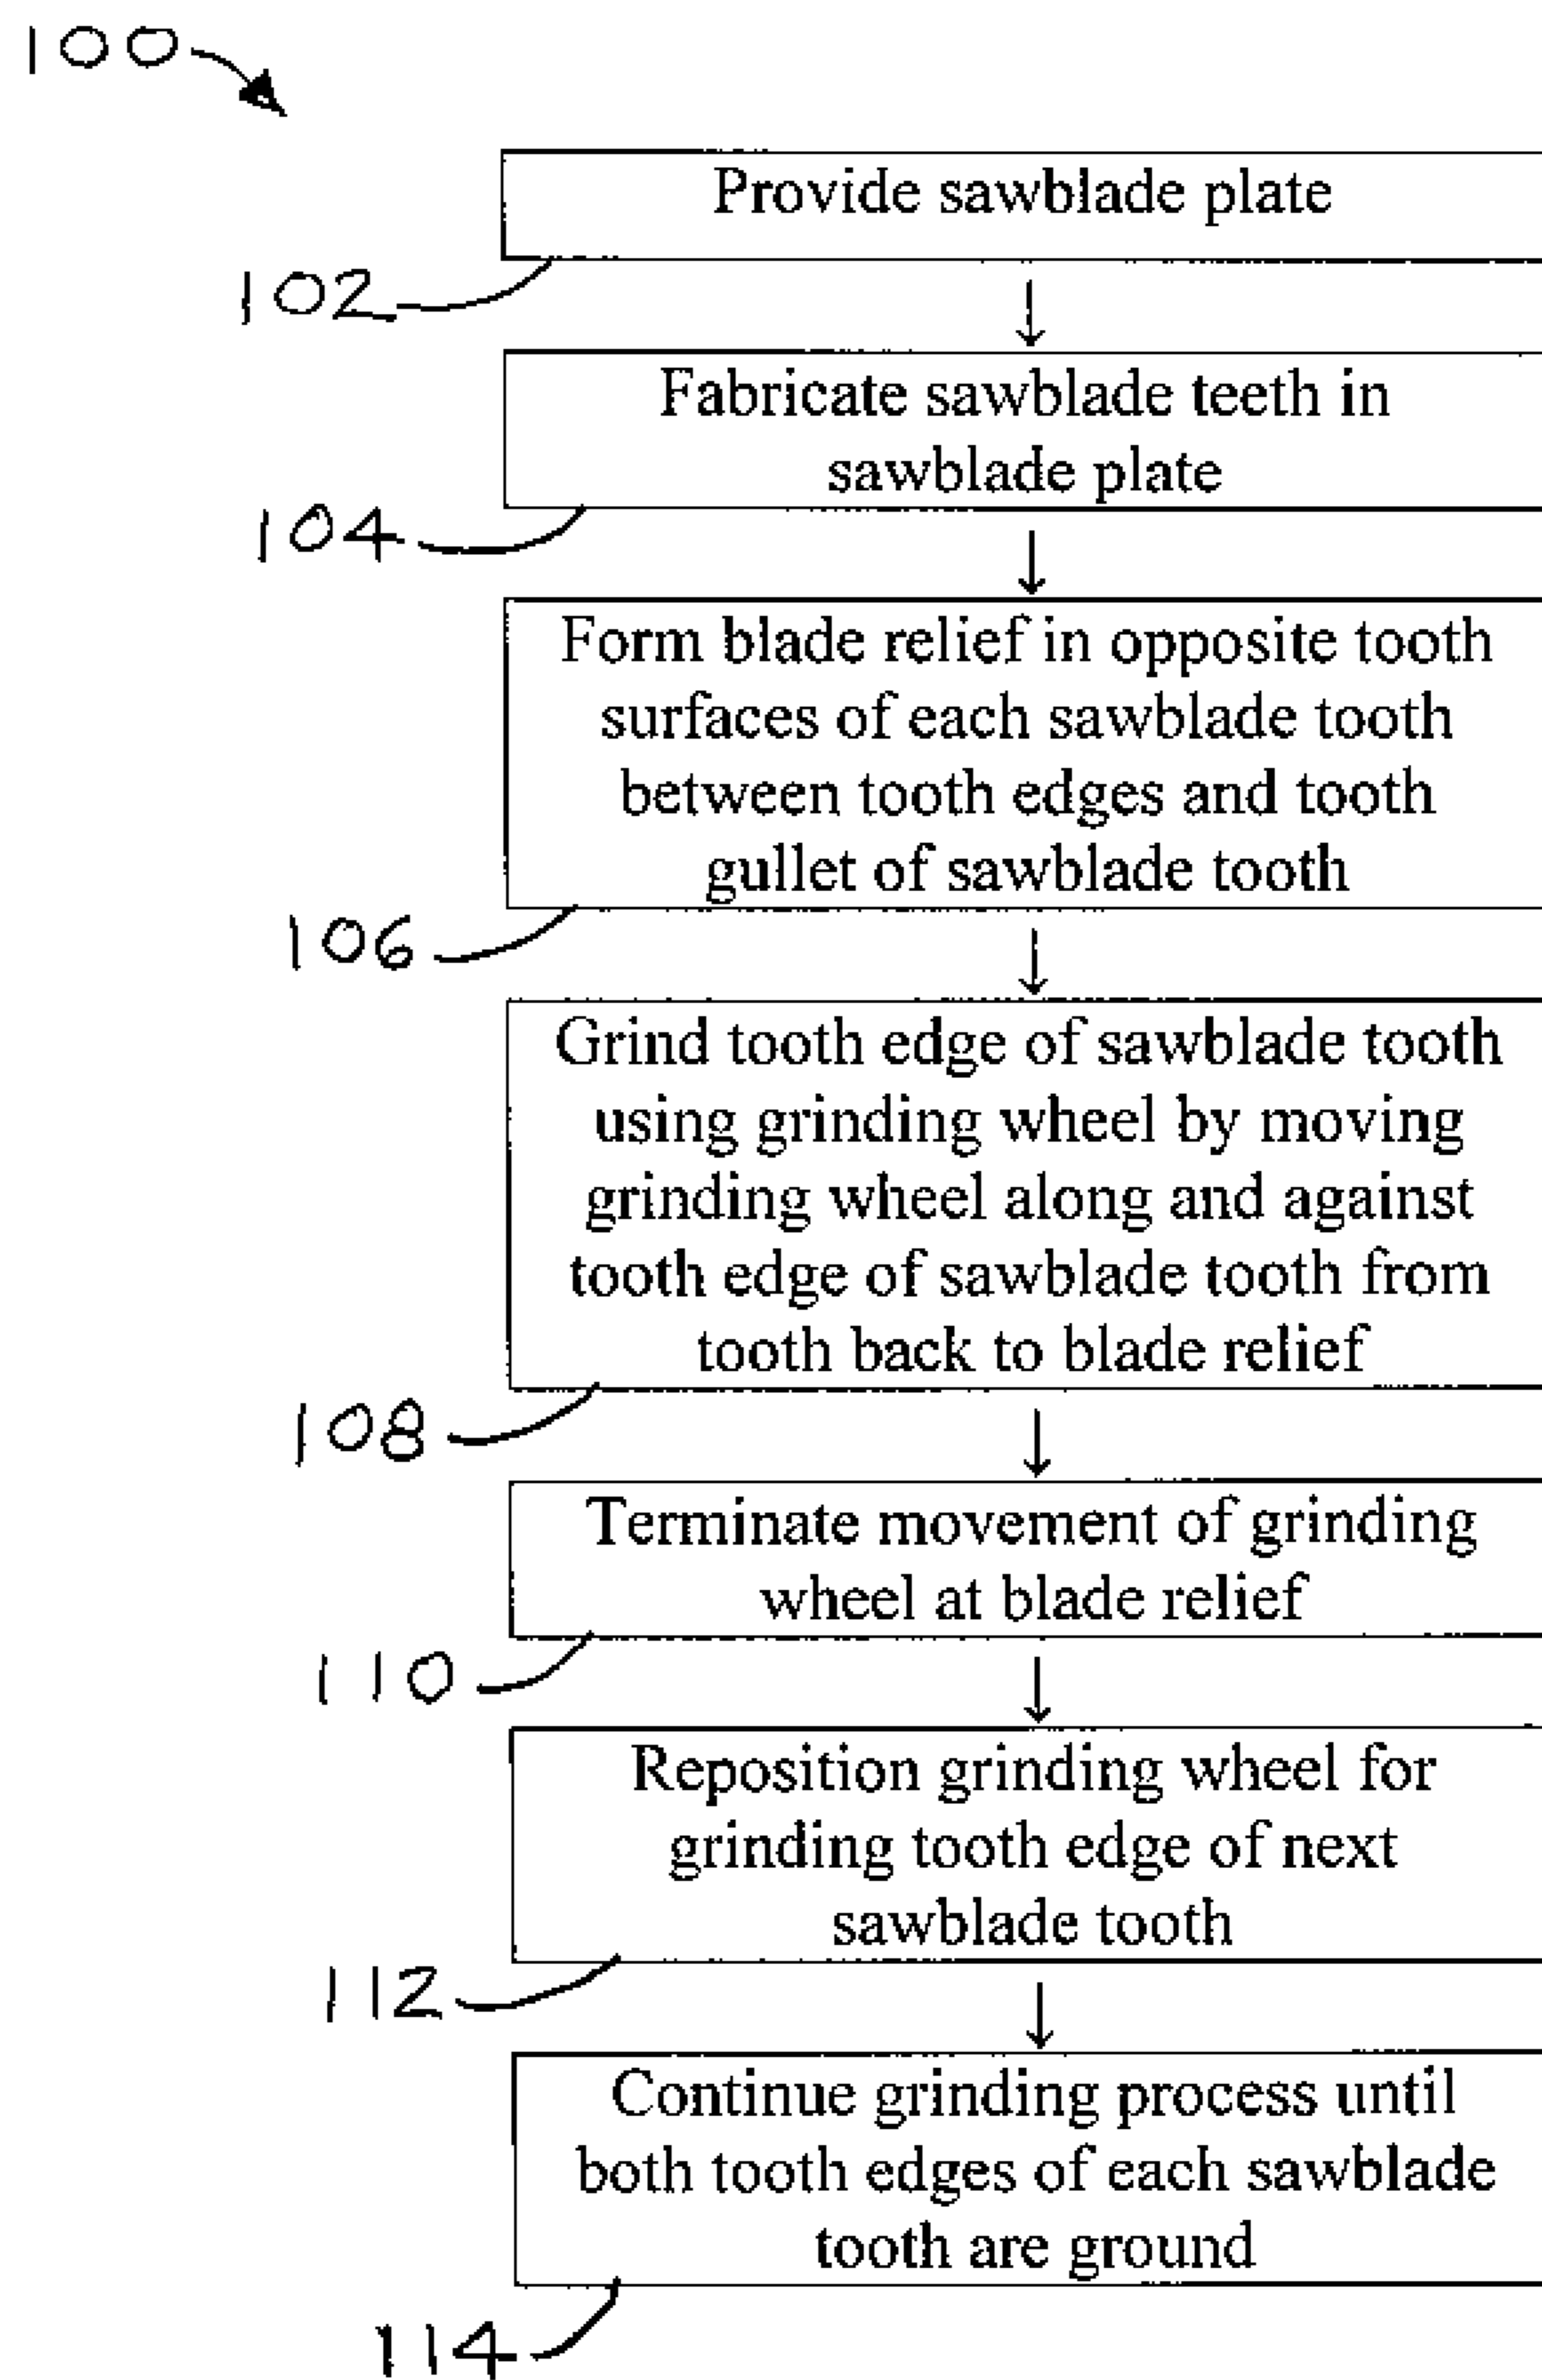 100
Provide sawblade plate
102
Fabricate sawblade teeth in
sawblade plate
104
Form blade relief in opposite tooth
surfaces of each sawblade tooth
between tooth edges and tooth
gullet of sawblade tooth
106
Grind tooth edge of sawblade tooth
using grinding wheel by moving
grinding wheel along and against
tooth edge of sawblade tooth from
tooth back to blade relief
108
Terminate movement of grinding
wheel at blade relief
110
Reposition grinding wheel for
grinding tooth edge of next
sawblade tooth
112
Continue grinding process until
both tooth edges of each sawblade
tooth are ground
114